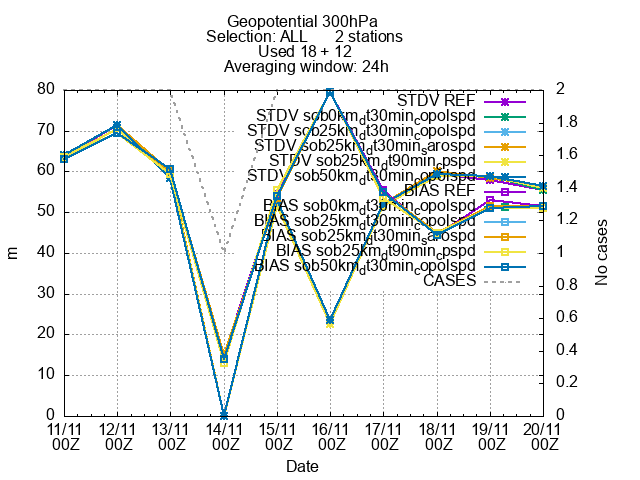 Geopotential 300hPa
Selection: ALL 2 stations
Used 18 + 12
Averaging window: 24h
STDV REF
STDV sob0km_dt30min_copolspd
STDV sob25km_dt30min_copolspd
STDV sob25km_dt30min_sarospd
STDV sob25km_dt90min_cpspd
STDV sob50km_dt30min_copolspd
BIAS REF
BIAS sob0km_dt30min_copolspd
BIAS sob25km_dt30min_copolspd
BIAS sob25km_dt30min_sarospd
BIAS sob25km_dt90min_cpspd
BIAS sob50km_dt30min_copolspd
CASES
80
70
60
50
40
30
20
10
0
m
2
1.8
1.6
1.4
1.2
1
0.8
0.6
0.4
0.2
0
No cases
11/11 12/11 13/11 14/11 15/11 16/11 17/11 18/11 19/11 20/11
00Z 00Z 00Z 00Z 00Z 00Z 00Z 00Z 00Z 00Z
Date